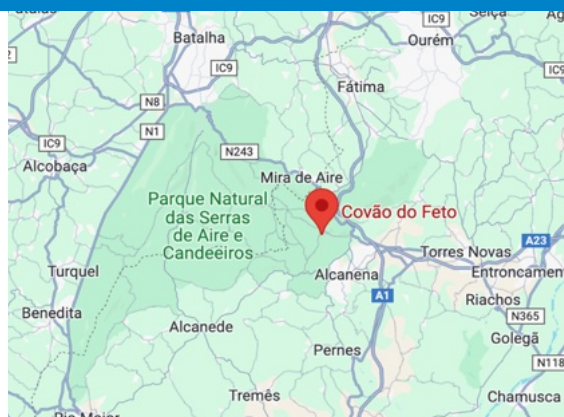 Seiça
IC9
Batalha
Ourém
IC9
Fátima
IC9
N8
N1
IC9
Alcobaça
N243
Mira de Aire
Parque Natural
das Serras
de Aire e
Candeeiros
Covão do Feto
Torres Novas
A23
Turquel
Alcanena
Entroncamen
A1
Riachos
Benedita
N365
Alcanede
Golegã
Pernes
N118
Tremês
Chamusca
Rio Maior